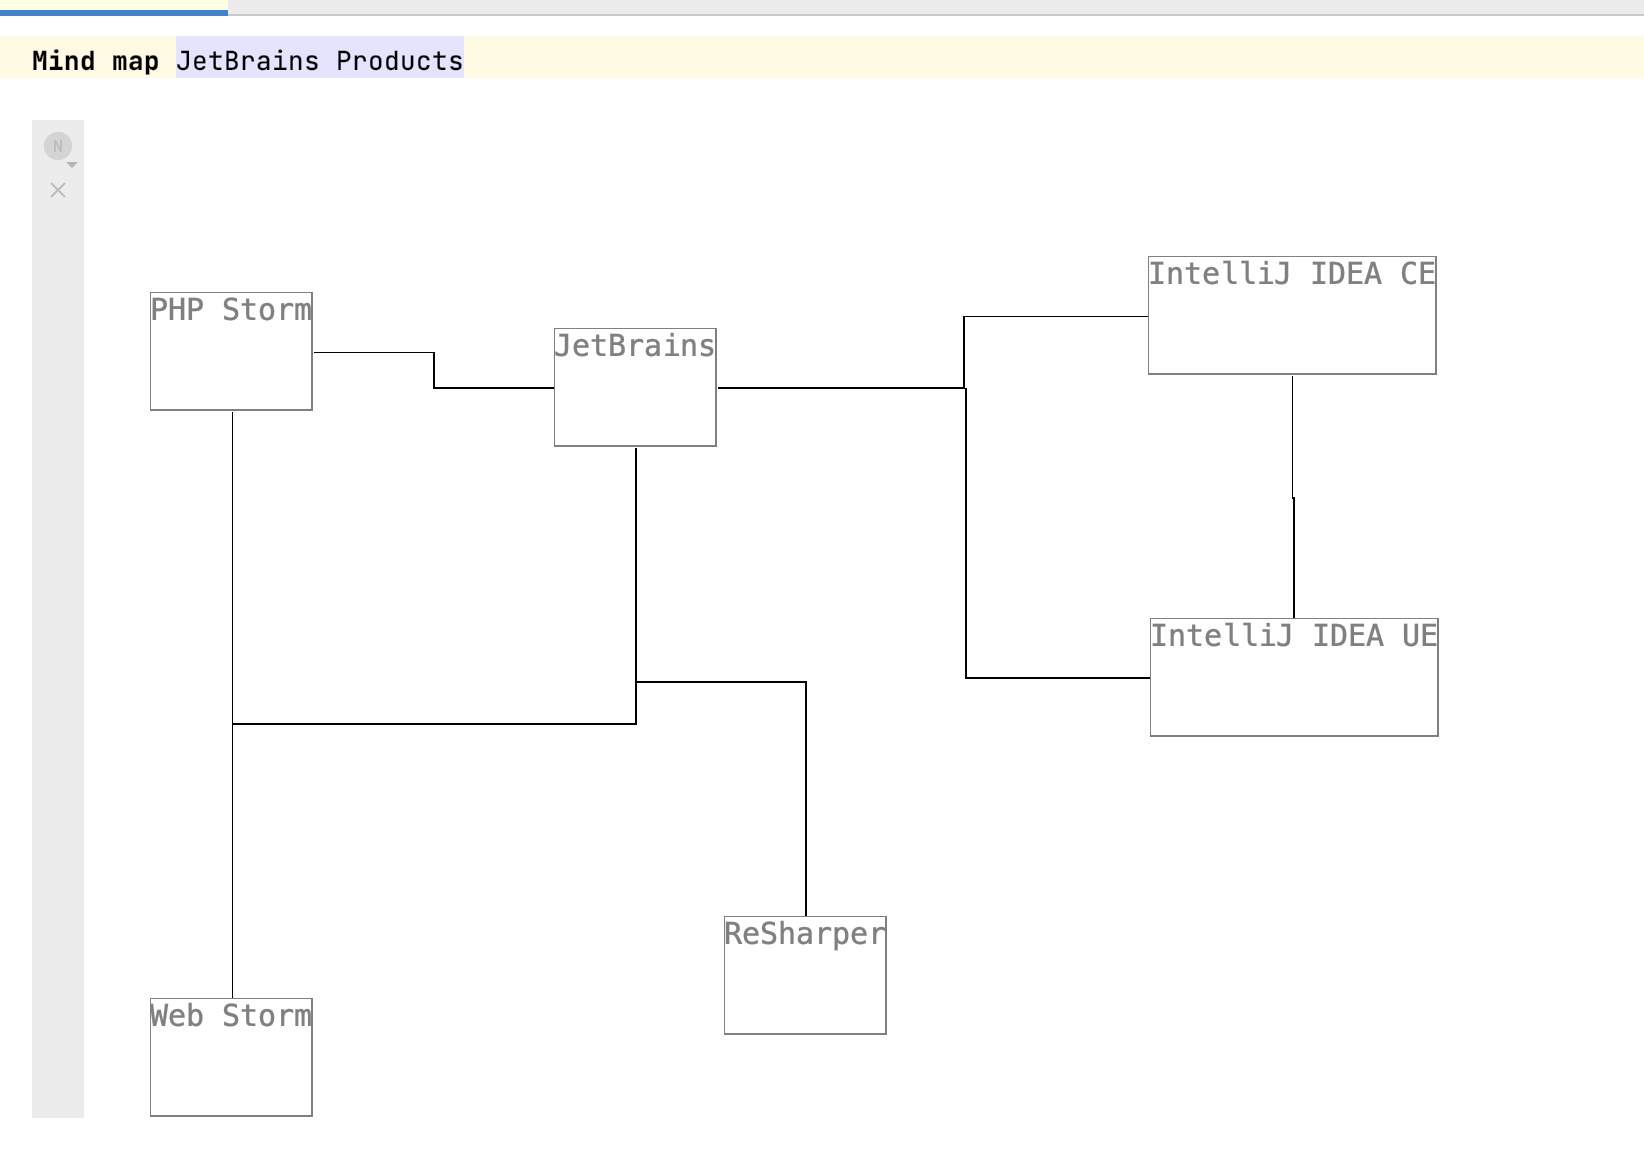 Mind map JetBrains Products
N
IntelliJ IDEA CE
PHP Storm
JetBrains
IntelliJ IDEA UE
ReSharper
Web Storm